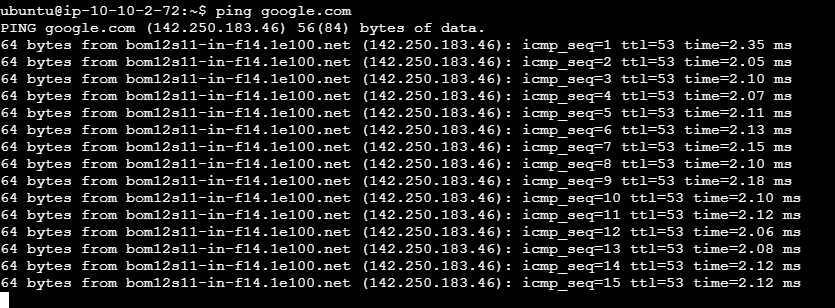 ubuntu@ip-10-10-2-72:~$ ping google.com
PING google.com (142.250.183.46) 56(84) bytes of data.
64 bytes from bom12s11-in-f14.1e100.net (142.250.183.46): icmp_seq=1 ttl=53 time=2.35 ms
64 bytes from bom12s11-in-f14.1e100.net (142.250.183.46): icmp_seq=2 ttl=53 time=2.05 ms
64 bytes from bom12s11-in-f14.1e100.net (142.250.183.46): icmp_seq=3 ttl=53 time=2.10 ms
64 bytes from bom12s11-in-f14.1e100.net (142.250.183.46): icmp_seq=4 ttl=53 time=2.07 ms
64 bytes from bom12s11-in-f14.1e100.net (142.250.183.46): icmp_seq=5 ttl=53 time=2.11 ms
64 bytes from bom12s11-in-f14.1e100.net (142.250.183.46): icmp_seq=6 ttl=53 time=2.13 ms
64 bytes from bom12s11-in-f14.1e100.net (142.250.183.46): icmp_seq=7 ttl=53 time=2.15 ms
64 bytes from bom12s11-in-f14.1e100.net (142.250.183.46): icmp_seq=8 ttl=53 time=2.10 ms
64 bytes from bom12s11-in-f14.1e100.net (142.250.183.46): icmp_seq=9 ttl=53 time=2.18 ms
64 bytes from bom12s11-in-f14.1e100.net (142.250.183.46): icmp_seq=10 ttl=53 time=2.10 ms
64 bytes from bom12s11-in-f14.1e100.net (142.250.183.46): icmp_seq=11 ttl=53 time=2.12 ms
64 bytes from bom12s11-in-f14.1e100.net (142.250.183.46): icmp_seq=12 ttl=53 time=2.06 ms
64 bytes from bom12s11-in-f14.1e100.net (142.250.183.46): icmp_seq=13 ttl=53 time=2.08 ms
64 bytes from bom12s11-in-f14.1e100.net (142.250.183.46): icmp_seq=14 ttl=53 time=2.12 ms
64 bytes from bom12s11-in-f14.1e100.net (142.250.183.46): icmp_seq=15 ttl=53 time=2.12 ms